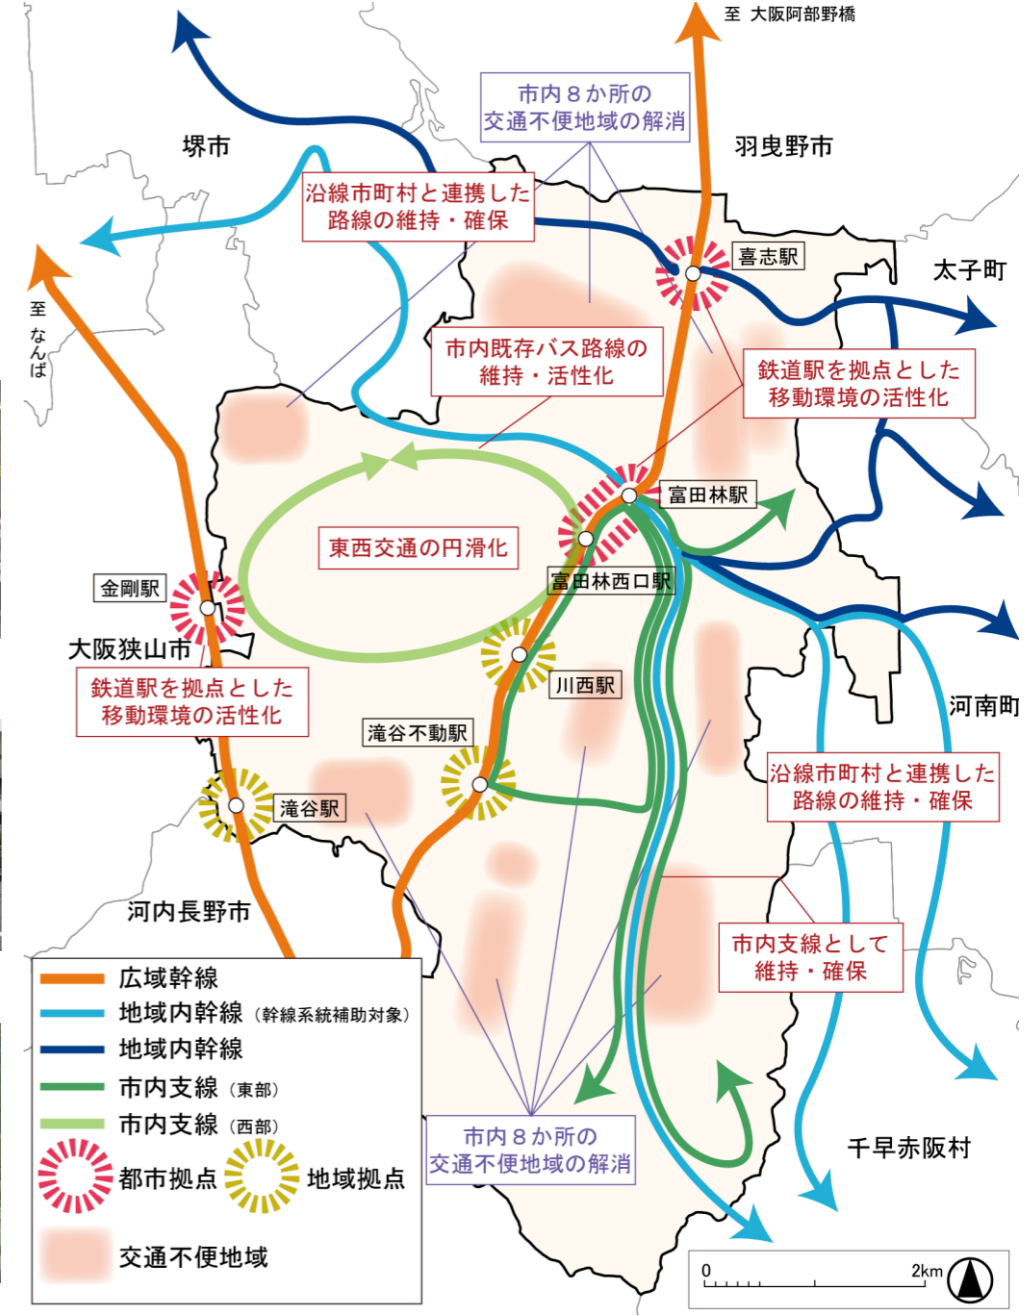 至 大阪阿部野橋
市内８か所の
交通不便地域の解消
堺市
羽曳野市
沿線市町村と連携した
路線の維持・確保
喜志駅
太子町
至 なんば
市内既存バス路線の
維持・活性化
鉄道駅を拠点とした
移動環境の活性化
富田林駅
東西交通の円滑化
富田林西口駅
金剛駅
大阪狭山市
鉄道駅を拠点とした
移動環境の活性化
川西駅
河南町
滝谷不動駅
沿線市町村と連携した
路線の維持・確保
滝谷駅
河内長野市
市内支線として
維持・確保
広域幹線
地域内幹線（幹線系統補助対象）
地域内幹線
市内支線（東部）
市内支線（西部）
都市拠点
地域拠点
交通不便地域
市内８か所の
交通不便地域の解消
千早赤阪村
0 2km